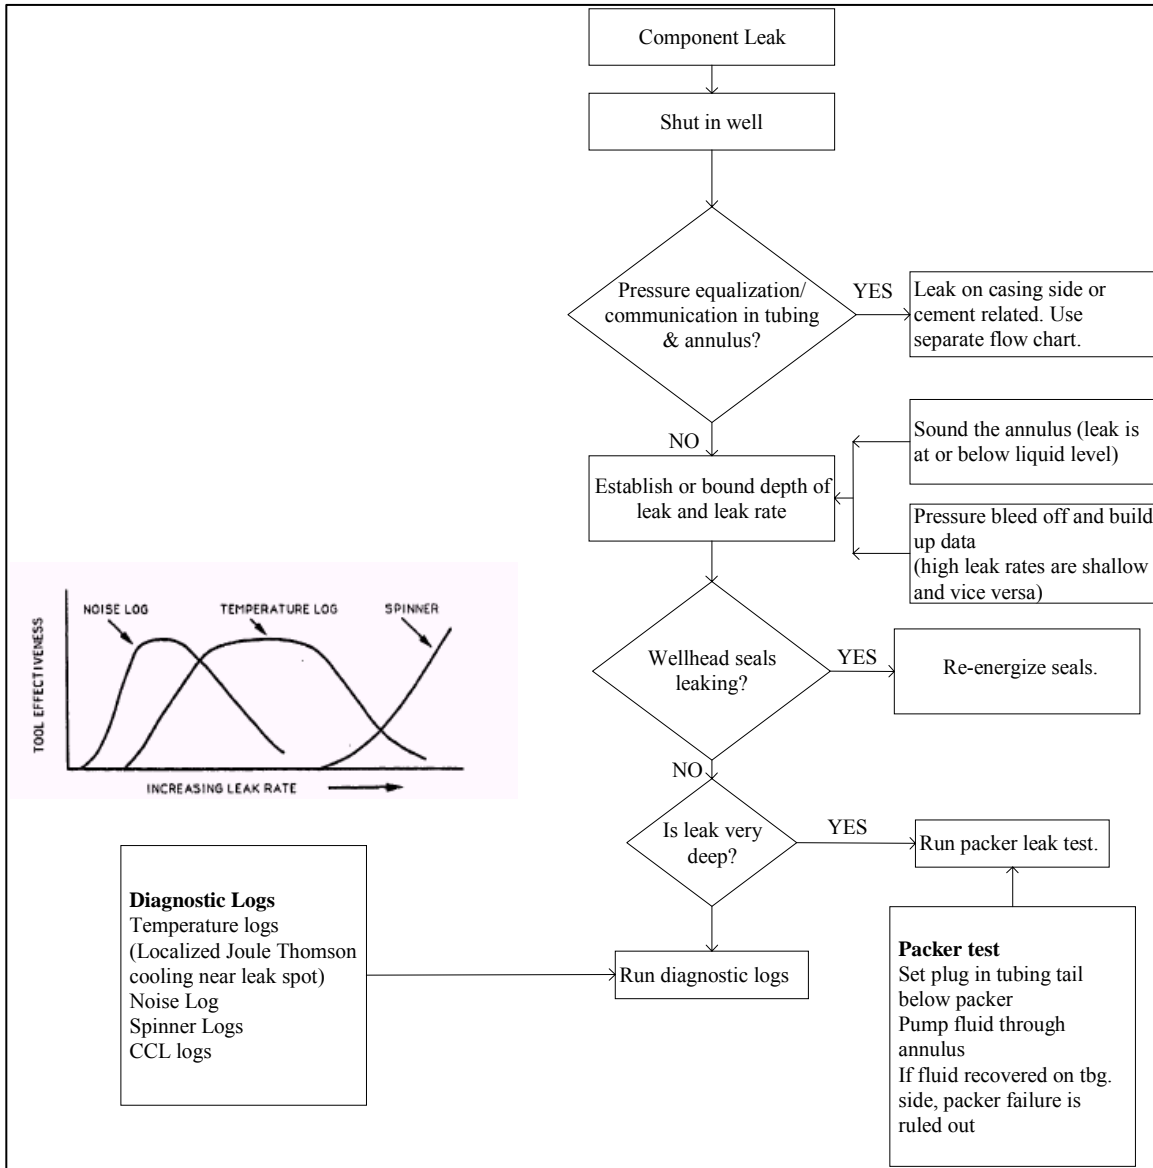 Component Leak
Shut in well
Pressure equalization/
communication in tubing
& annulus?
YES
Leak on casing side or
cement related. Use
separate flow chart.
NO
Establish or bound depth of
leak and leak rate
Sound the annulus (leak is
at or below liquid level)
Pressure bleed off and build
up data
(high leak rates are shallow
and vice versa)
NOISE LOG
TEMPERATURE LOG
SPINNER
TOOL EFFECTIVENESS
INCREASING LEAK RATE
Wellhead seals
leaking?
YES
Re-energize seals.
NO
Is leak very
deep?
YES
Run packer leak test.
Diagnostic Logs
Temperature logs
(Localized Joule Thomson
cooling near leak spot)
Noise Log
Spinner Logs
CCL logs
Run diagnostic logs
Packer test
Set plug in tubing tail
below packer
Pump fluid through
annulus
If fluid recovered on tbg.
side, packer failure is
ruled out